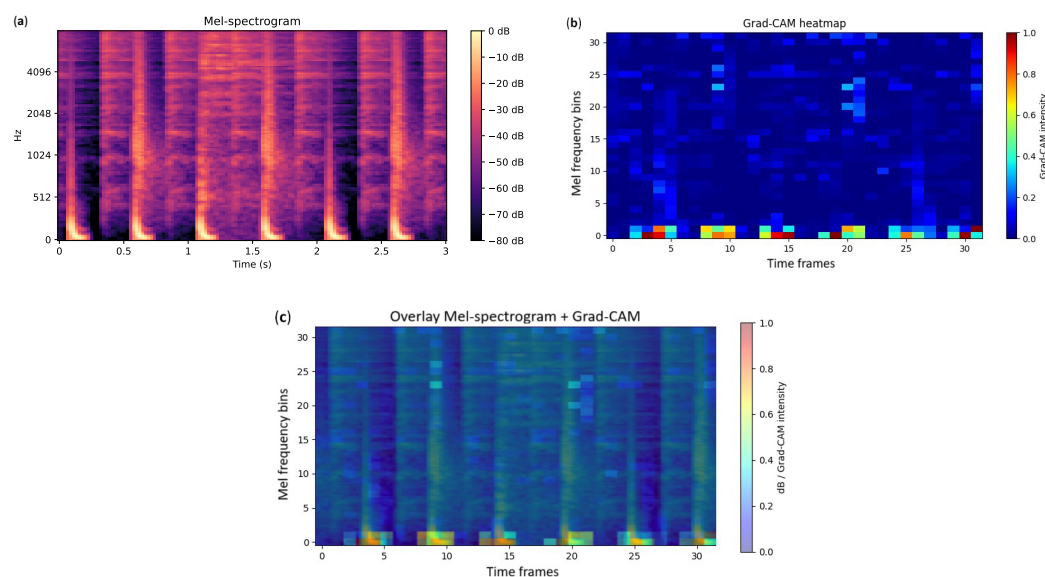 (a)
Mel-spectrogram
Hz
4096
2048
1024
512
0
0
0.5
1
1.5
2
2.5
3
Time (s)
0 dB
−10 dB
−20 dB
−30 dB
−40 dB
−50 dB
−60 dB
−70 dB
−80 dB
(b)
Grad-CAM heatmap
Mel frequency bins
30
25
20
15
10
5
0
0
5
10
15
20
25
30
Time frames
1.0
0.8
0.6
0.4
0.2
0.0
Grad-CAM intensity
(c)
Overlay Mel-spectrogram + Grad-CAM
Mel frequency bins
30
25
20
15
10
5
0
0
5
10
15
20
25
30
Time frames
1.0
0.8
0.6
0.4
0.2
0.0
dB / Grad-CAM intensity